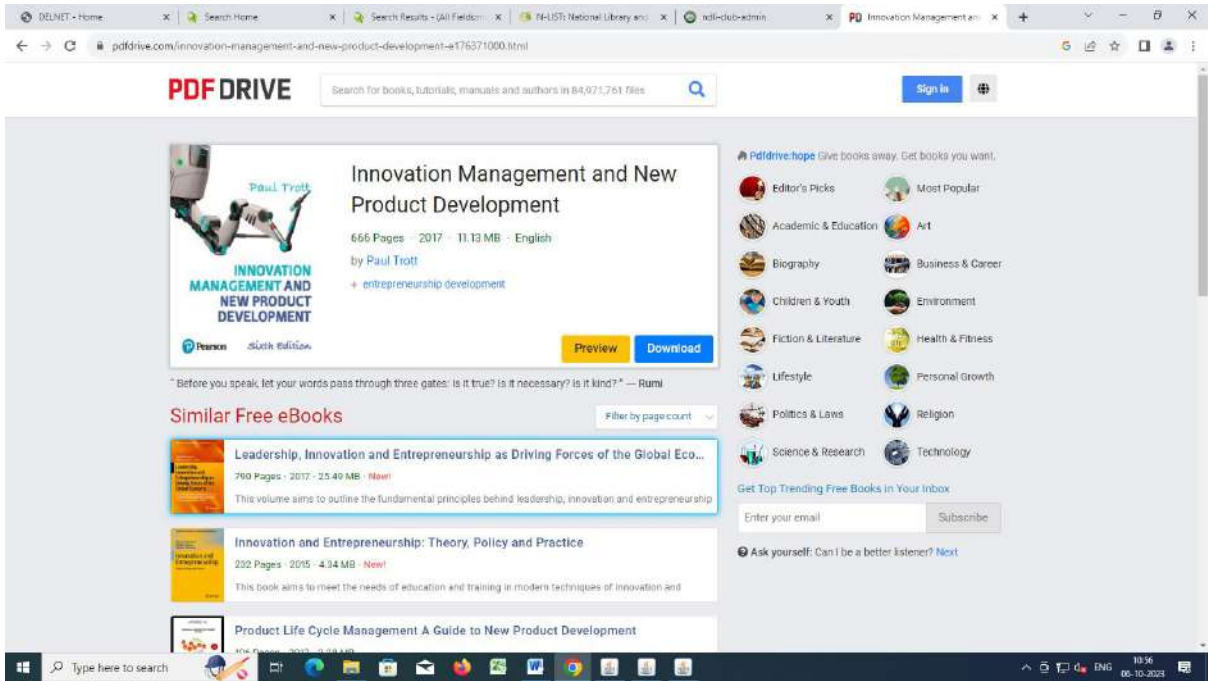 DELNET - Home
Search Home
Search Results - (All Fields:
N-LIST: National Library and
ndli-club-admin
Innovation Management an
pdfdrive.com/innovation-management-and-new-product-development-e176371000.html
PDF DRIVE
Search for books, tutorials, manuals and authors in 84,971,761 files
Sign in
Paul Trott
INNOVATION
MANAGEMENT AND
NEW PRODUCT
DEVELOPMENT
Pearson Sixth Edition
Innovation Management and New
Product Development
666 Pages · 2017 · 11.13 MB · English
by Paul Trott
+ entrepreneurship development
Preview Download
" Before you speak, let your words pass through three gates: Is it true? Is it necessary? Is it kind? " — Rumi
Similar Free eBooks
Filter by page count
Leadership, Innovation and Entrepreneurship as Driving Forces of the Global Eco...
790 Pages · 2017 · 25.49 MB · New!
This volume aims to outline the fundamental principles behind leadership, innovation and entrepreneurship
Innovation and Entrepreneurship: Theory, Policy and Practice
232 Pages · 2015 · 4.34 MB · New!
This book aims to meet the needs of education and training in modern techniques of innovation and
Product Life Cycle Management A Guide to New Product Development
Pdfdrive:hope Give books away. Get books you want.
Editor's Picks Most Popular
Academic & Education Art
Biography Business & Career
Children & Youth Environment
Fiction & Literature Health & Fitness
Lifestyle Personal Growth
Politics & Laws Religion
Science & Research Technology
Get Top Trending Free Books in Your Inbox
Enter your email Subscribe
Ask yourself: Can I be a better listener? Next
Type here to search
ENG
10:56
06-10-2023